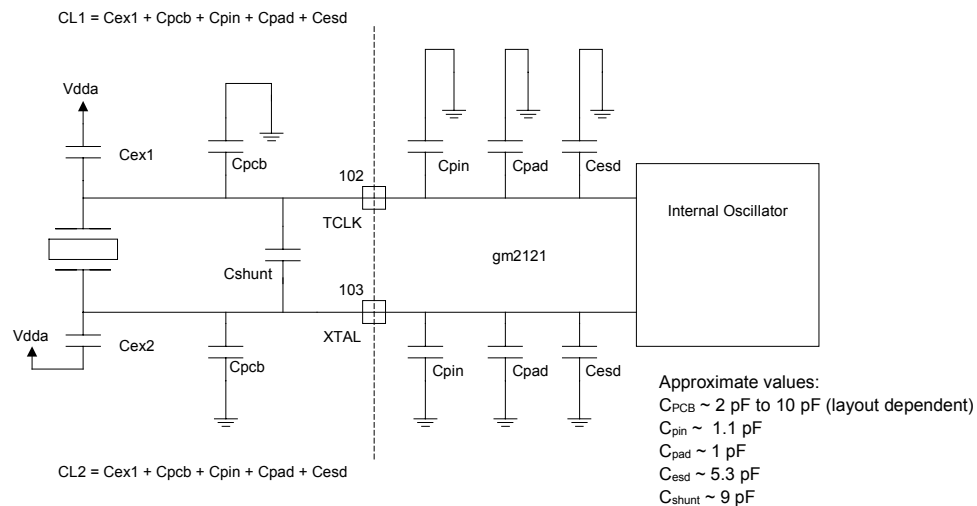 CL1 = Cex1 + Cpcb + Cpin + Cpad + Cesd
Vdda
Cex1
Cpcb
Cpin
Cpad
Cesd
102
TCLK
Internal Oscillator
Cshunt
gm2121
103
XTAL
Vdda
Cex2
Cpcb
Cpin
Cpad
Cesd
Approximate values:
CPCB ~ 2 pF to 10 pF (layout dependent)
Cpin ~ 1.1 pF
Cpad ~ 1 pF
Cesd ~ 5.3 pF
Cshunt ~ 9 pF
CL2 = Cex1 + Cpcb + Cpin + Cpad + Cesd